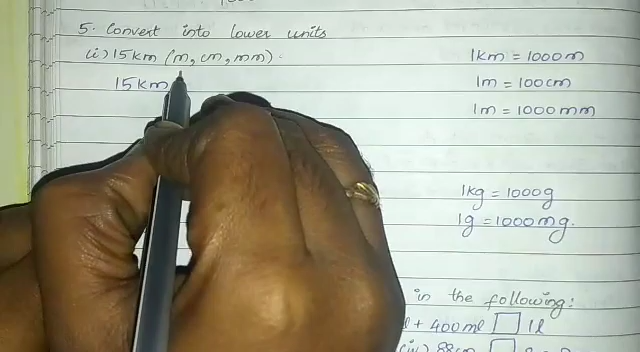 5. Convert into lower units
(i) 15km (m, cm, mm).
15km
1km = 1000m
1m = 100cm
1m = 1000mm
1kg = 1000g
1g = 1000mg.
in the following:
l + 400ml □ 1l